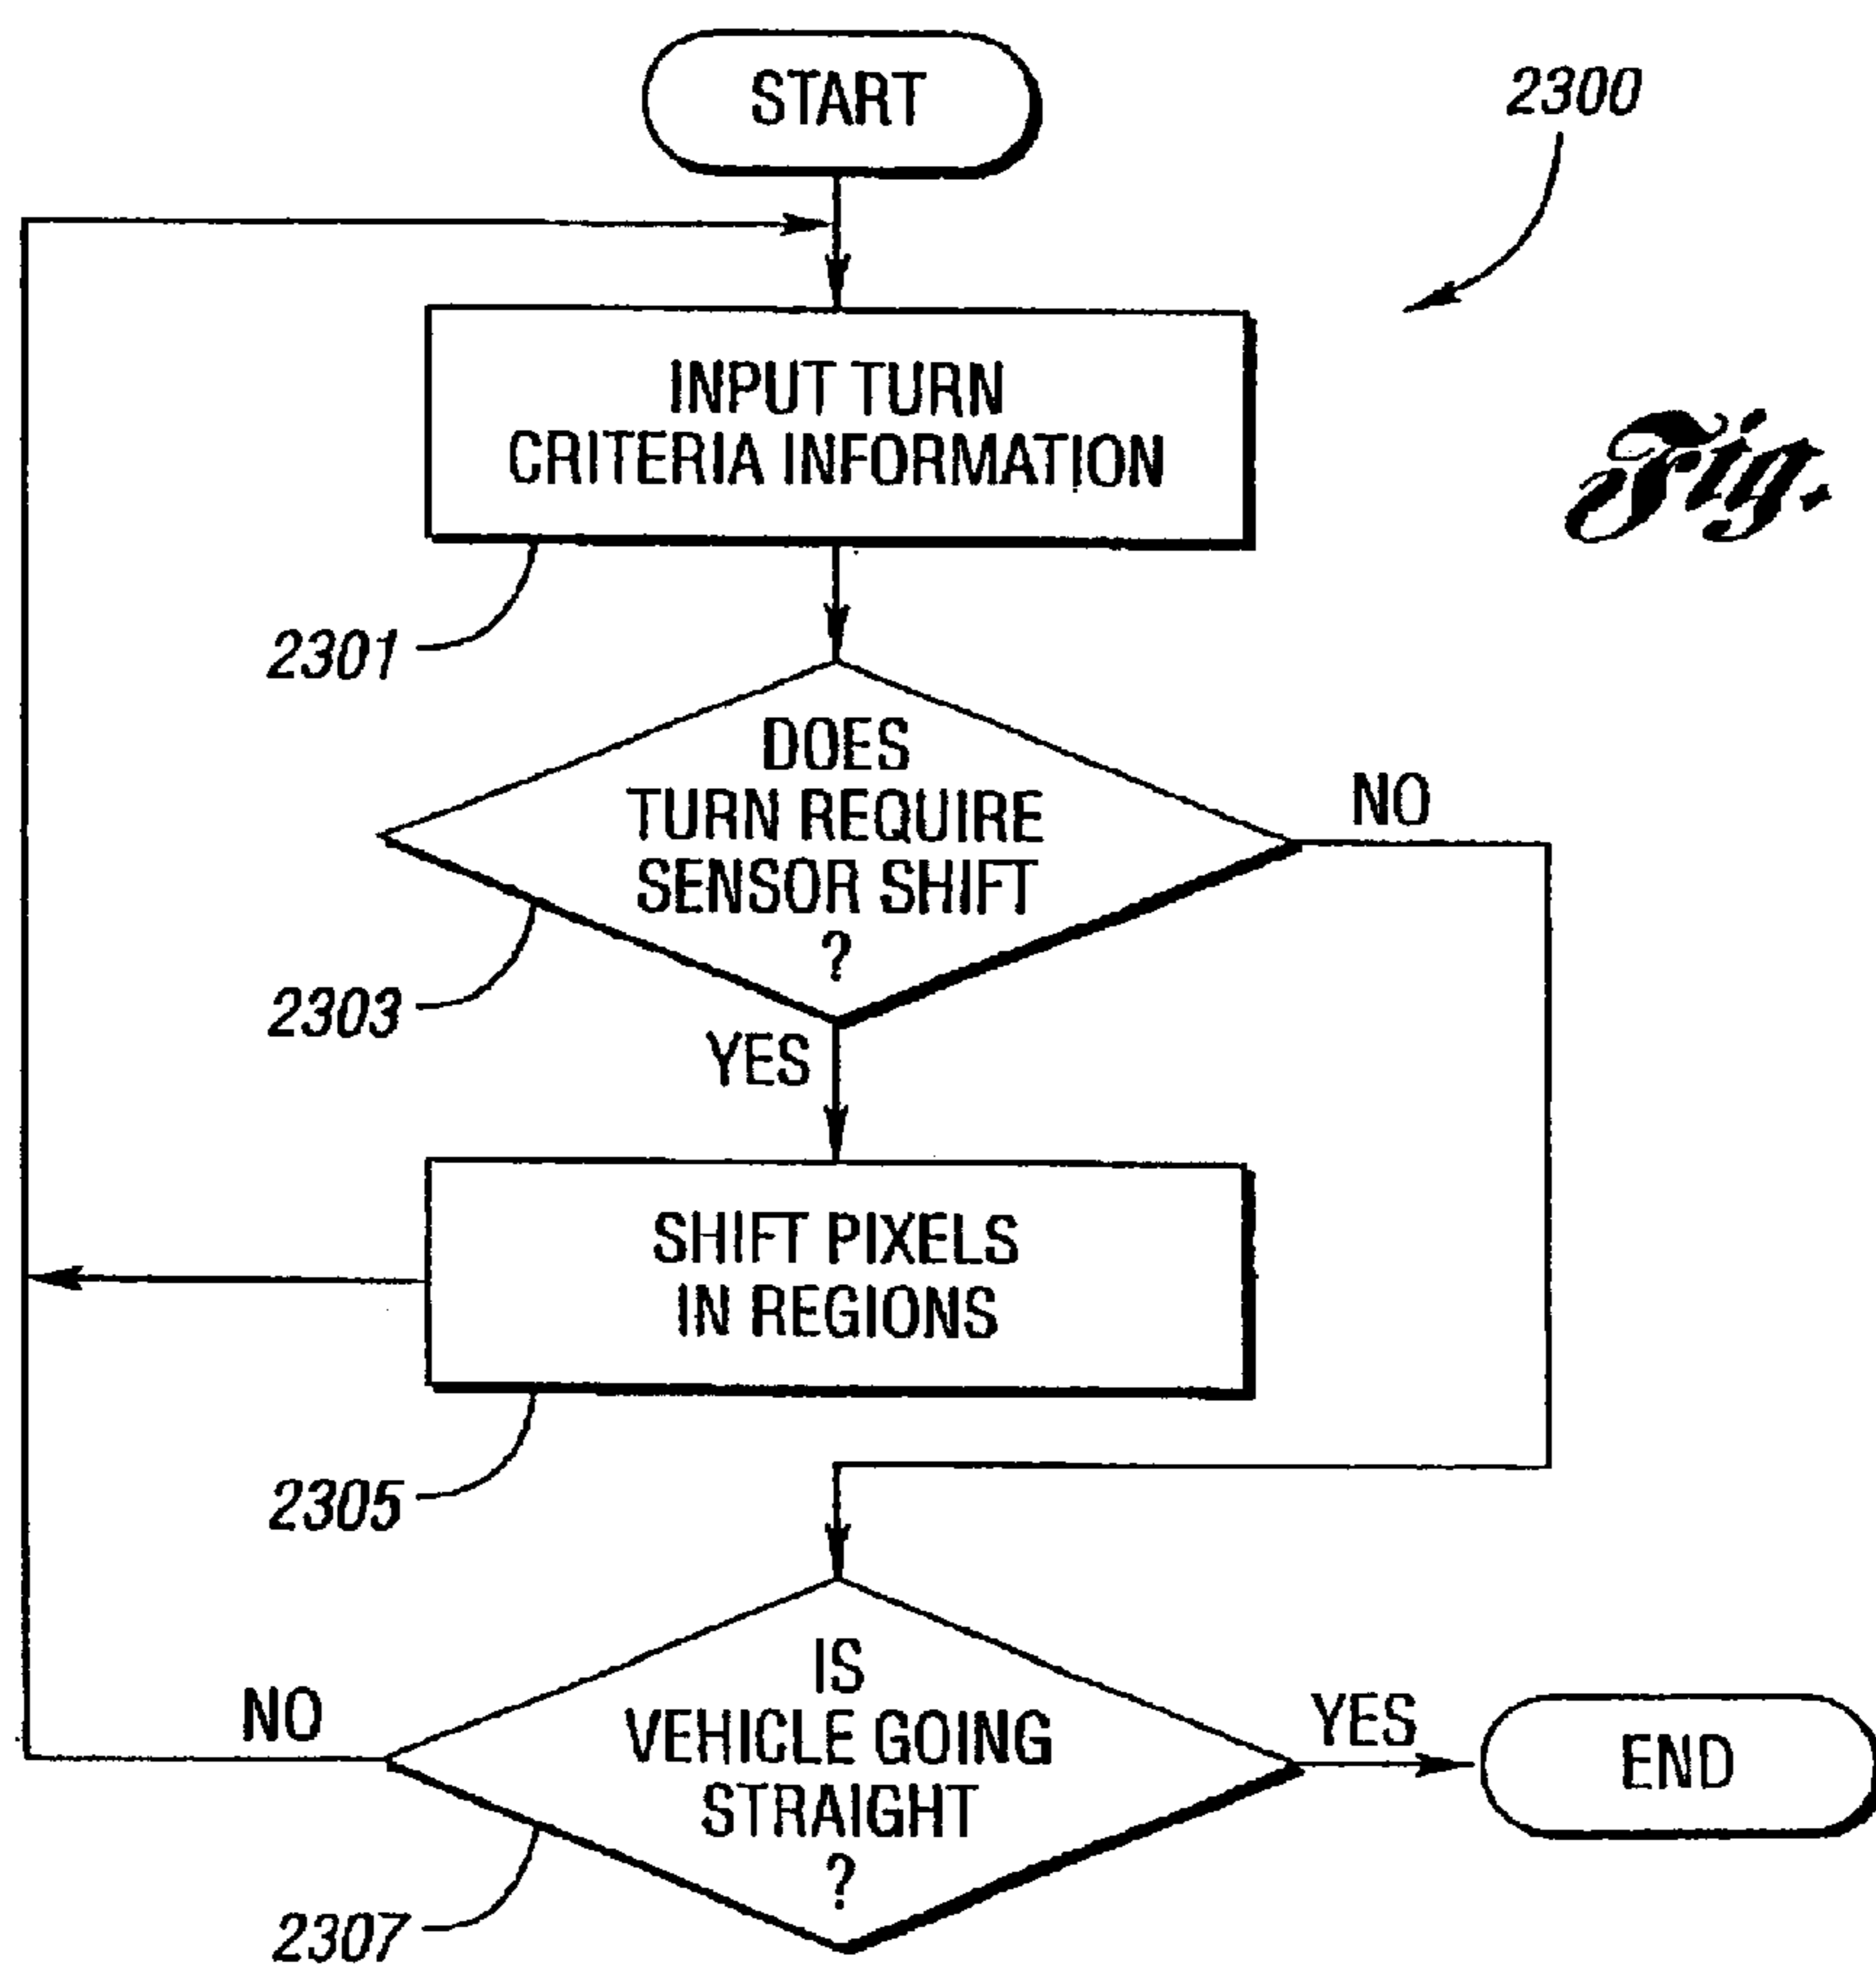 START
2300
INPUT TURN
CRITERIA INFORMATION
Fig.
2301
DOES
TURN REQUIRE
SENSOR SHIFT
?
NO
2303
YES
SHIFT PIXELS
IN REGIONS
2305
IS
VEHICLE GOING
STRAIGHT
?
NO
YES
END
2307